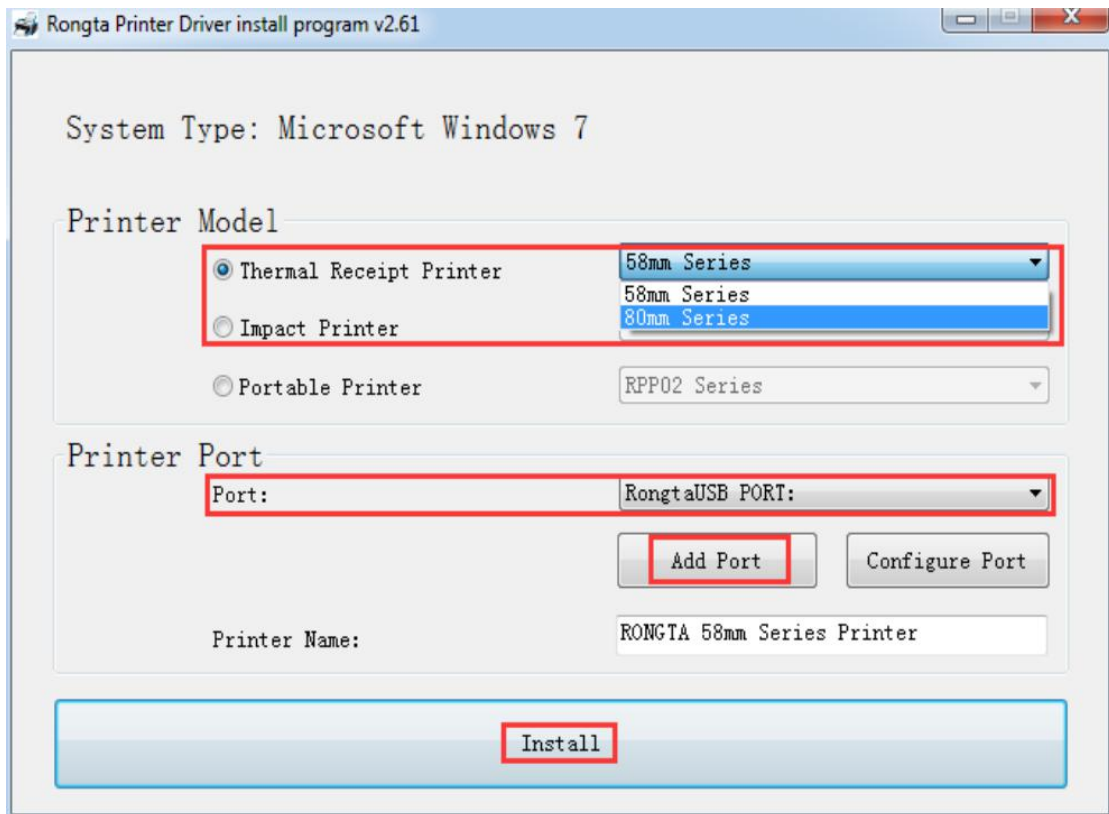 Rongta Printer Driver install program v2.61
System Type: Microsoft Windows 7
Printer Model
Thermal Receipt Printer
58mm Series
58mm Series
80mm Series
Impact Printer
Portable Printer
RPP02 Series
Printer Port
Port:
RongtaUSB PORT:
Add Port
Configure Port
Printer Name:
RONGTA 58mm Series Printer
Install